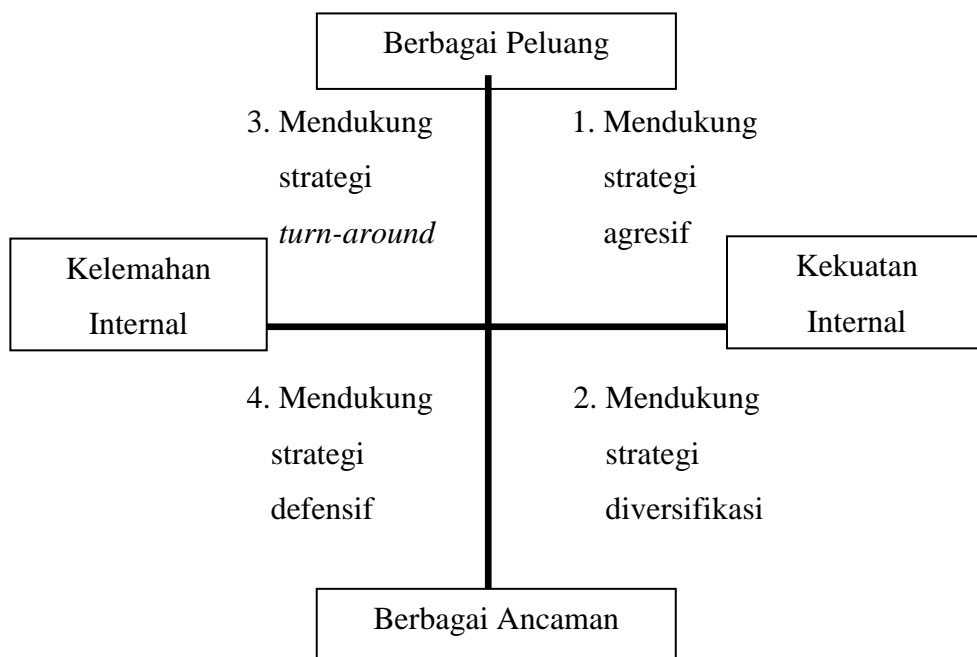 Berbagai Peluang
3. Mendukung
strategi
turn-around
1. Mendukung
strategi
agresif
Kelemahan
Internal
Kekuatan
Internal
4. Mendukung
strategi
defensif
2. Mendukung
strategi
diversifikasi
Berbagai Ancaman